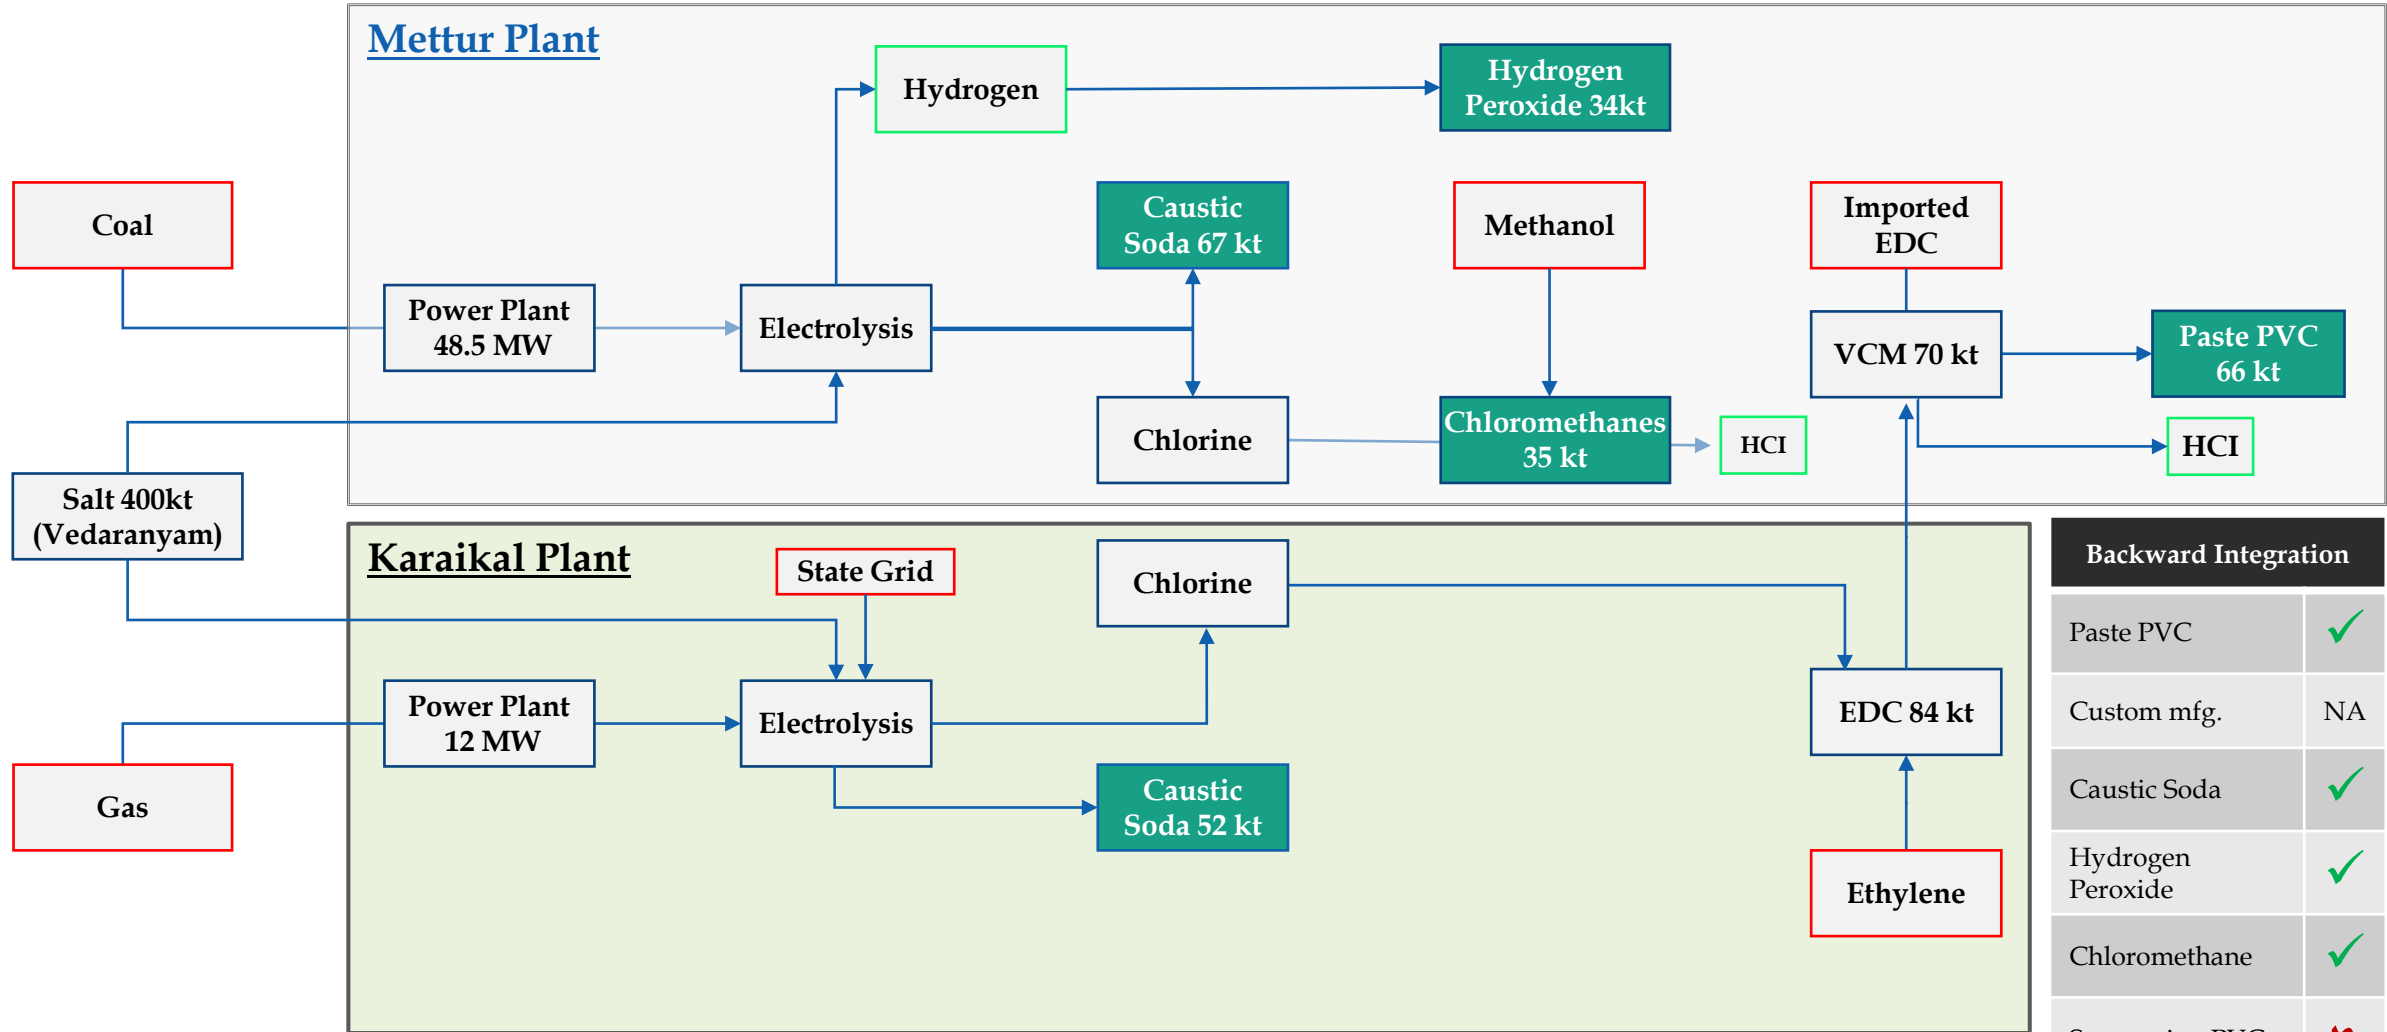 Mettur Plant
Hydrogen
Hydrogen
Peroxide 34kt
Coal
Caustic
Soda 67 kt
Methanol
Imported
EDC
Power Plant
48.5 MW
Electrolysis
VCM 70 kt
Paste PVC
66 kt
Chlorine
Chloromethanes
35 kt
HCI
HCI
Salt 400kt
(Vedaranyam)
Karaikal Plant
State Grid
Chlorine
Power Plant
12 MW
Electrolysis
EDC 84 kt
Gas
Caustic
Soda 52 kt
Ethylene
Backward Integration
Paste PVC
Custom mfg. NA
Caustic Soda
Hydrogen
Peroxide
Chloromethane